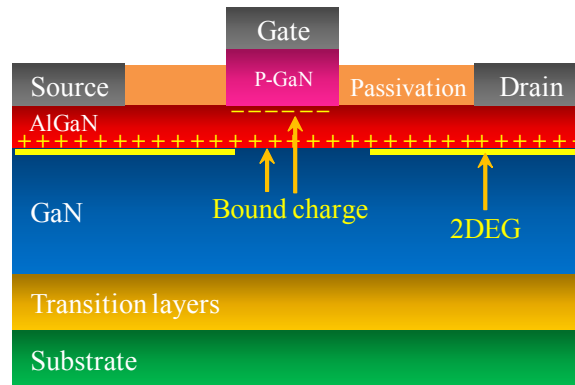 Gate
P-GaN
Source
Passivation
Drain
AlGaN
+ + + + + + + + + + + + + + + + + + + + + + + + + + + + + + +
GaN
Bound charge
2DEG
Transition layers
Substrate